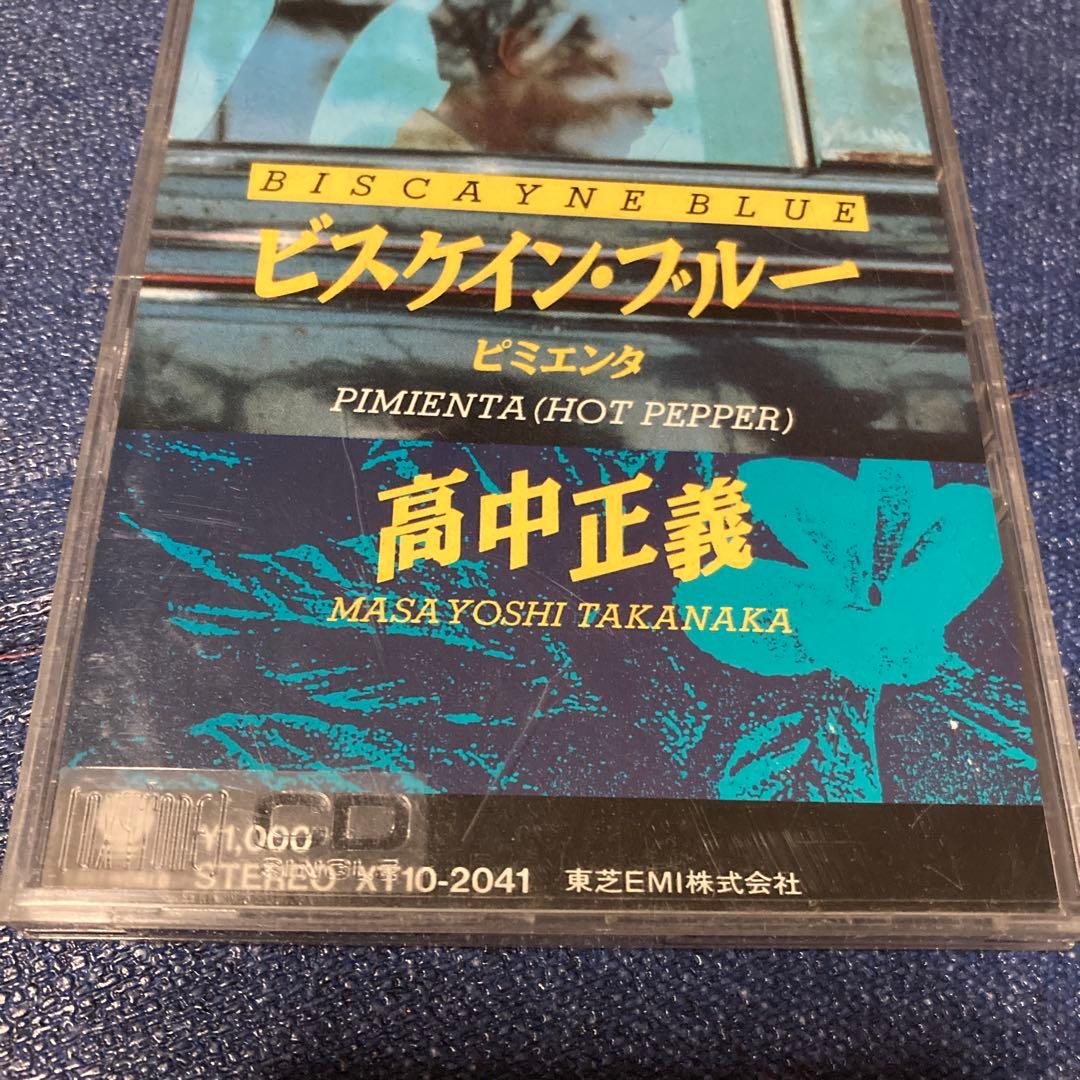 BISCAYNE BLUE
ビスケイン・ブルー
ピミエンタ
PIMIENTA (HOT PEPPER)
高中正義
MASAYOSHI TAKANAKA
CD
¥1,000
STEREO XT10-2041 東芝EMI株式会社